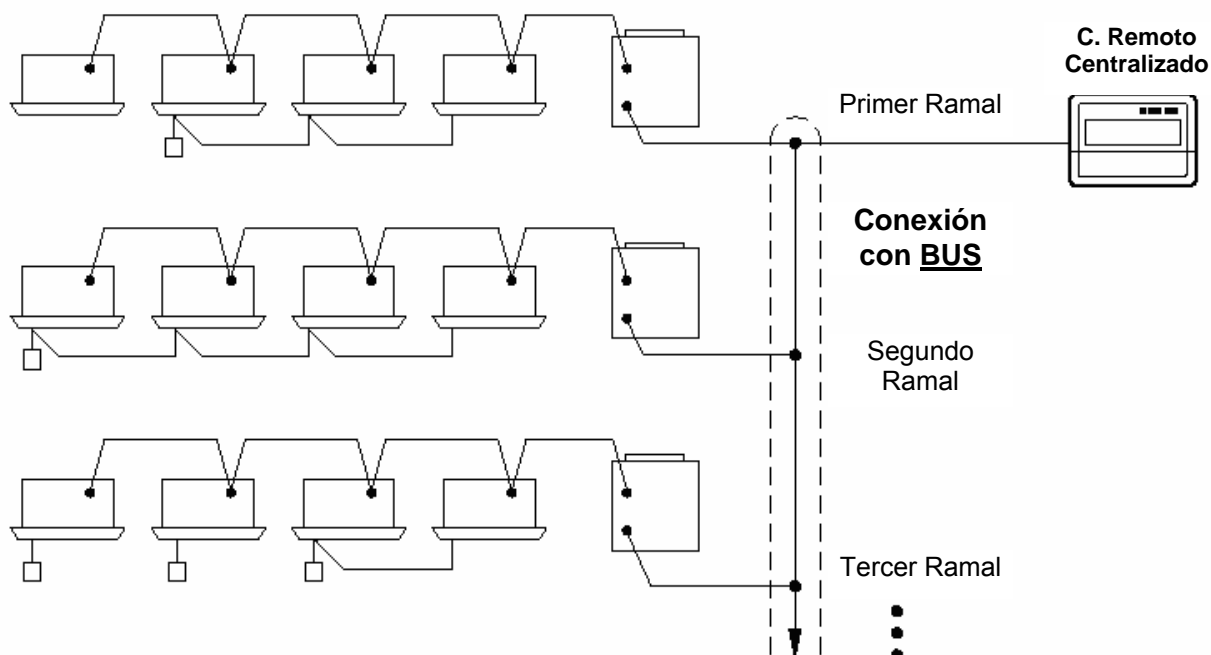 C. Remoto
Centralizado
Primer Ramal
Conexión
con BUS
Segundo
Ramal
Tercer Ramal